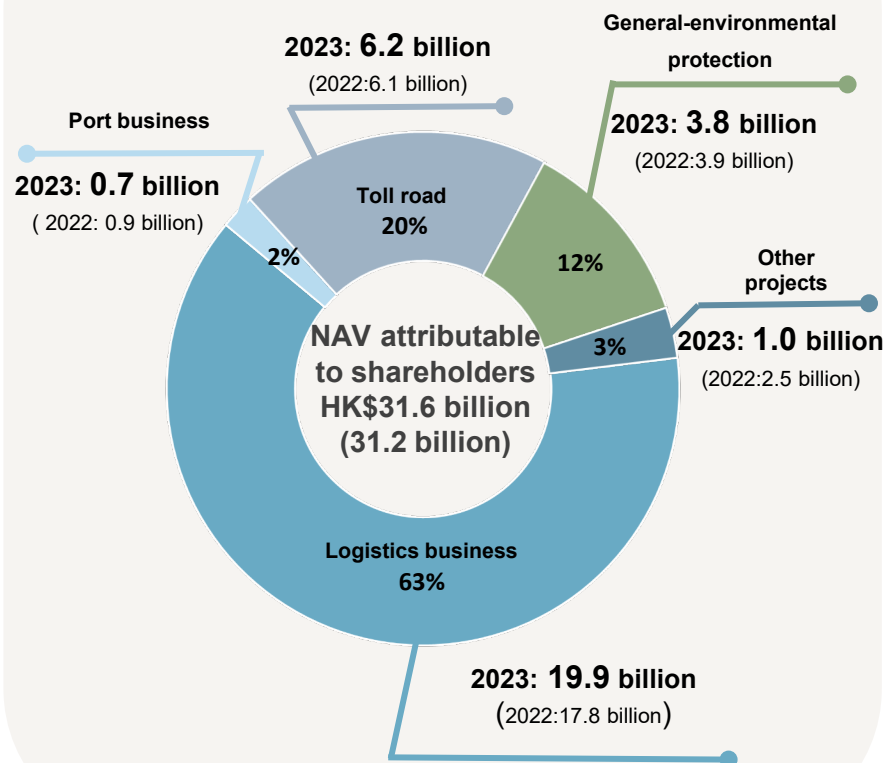 General-environmental
protection
2023: 6.2 billion
(2022:6.1 billion)
Port business
2023: 3.8 billion
(2022:3.9 billion)
2023: 0.7 billion
( 2022: 0.9 billion)
Toll road
20%
2%
12%
Other
projects
2023: 1.0 billion
(2022:2.5 billion)
3%
NAV attributable
to shareholders
HK$31.6 billion
(31.2 billion)
Logistics business
63%
2023: 19.9 billion
(2022:17.8 billion)